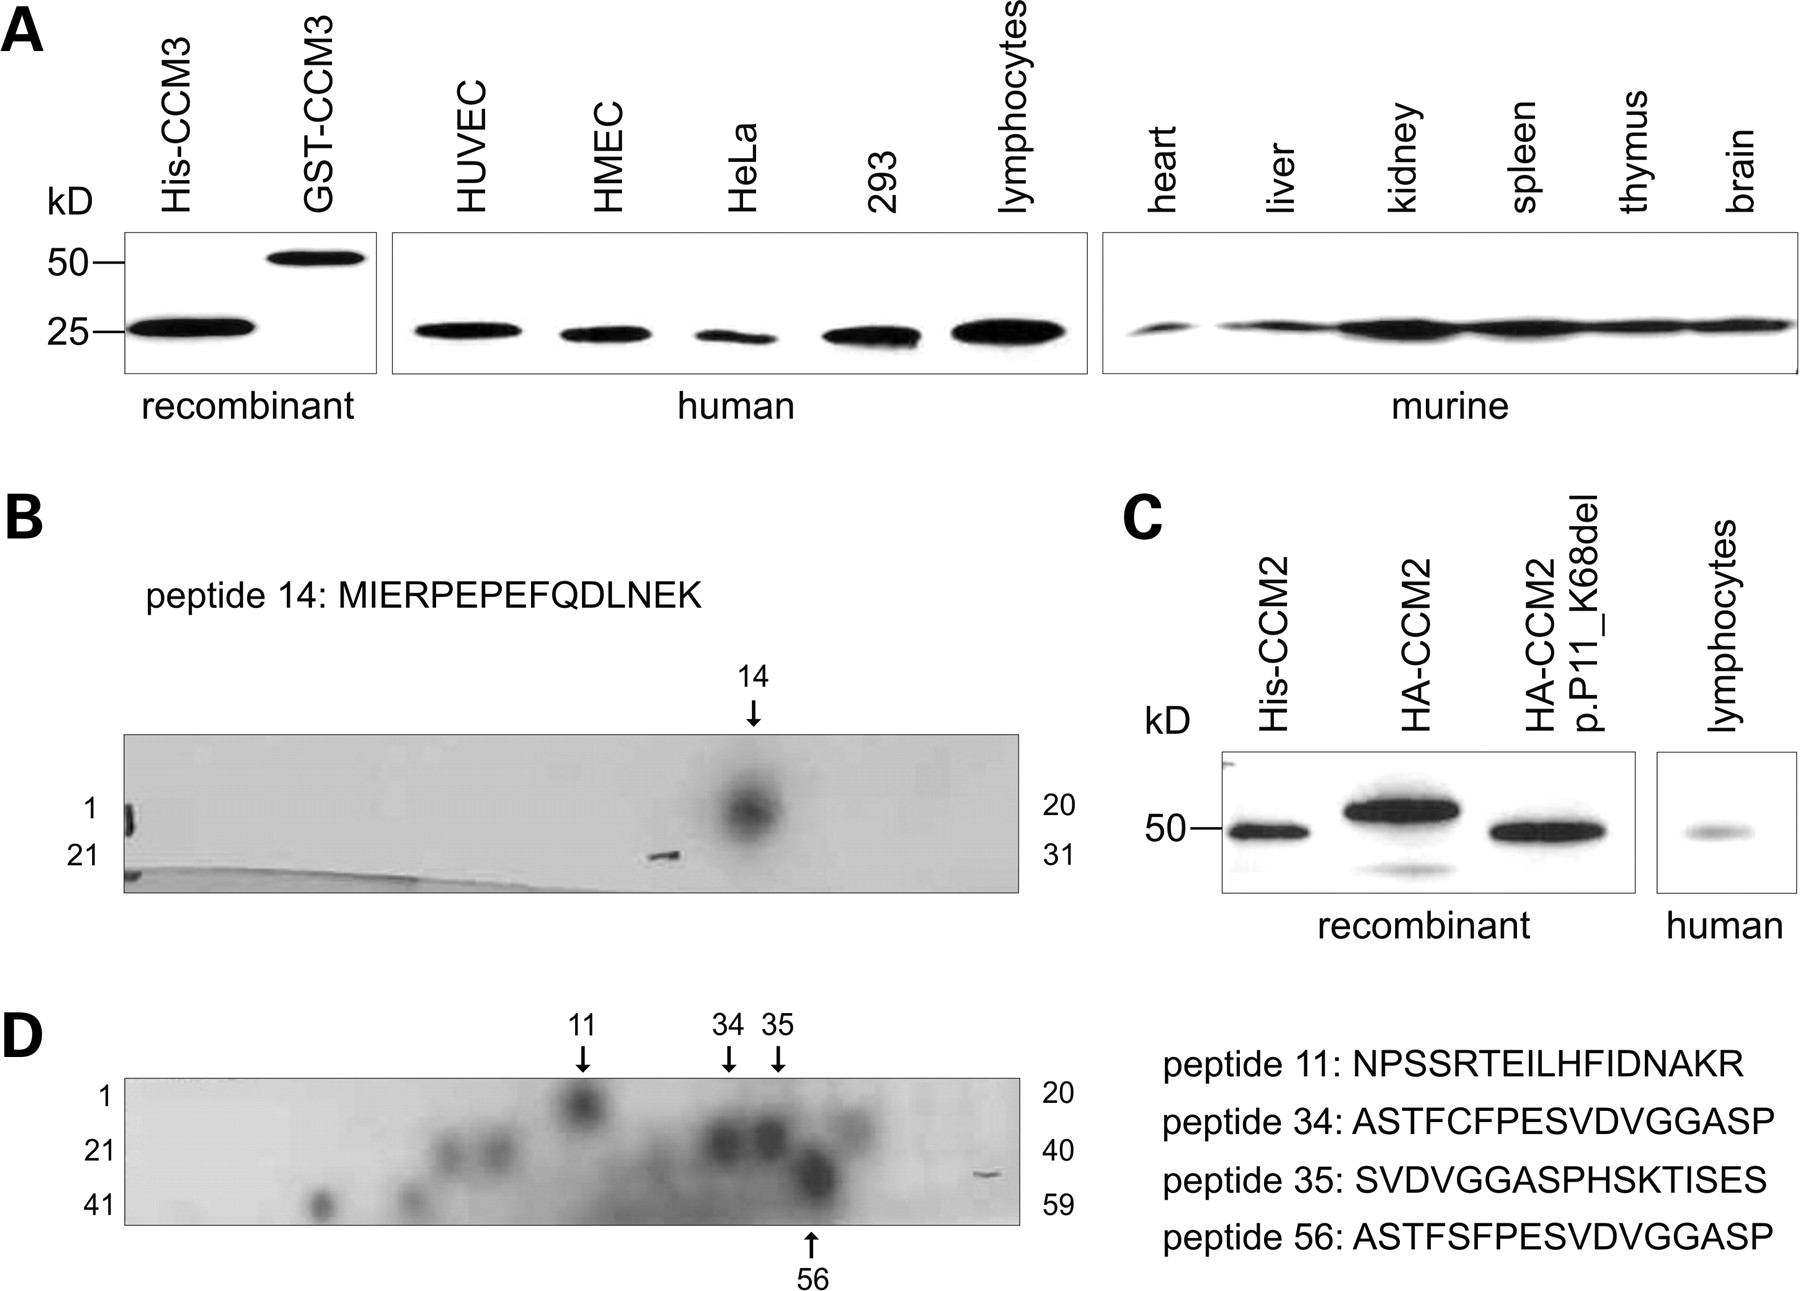 A
His-CCM3
GST-CCM3
HUVEC
HMEC
HeLa
293
lymphocytes
heart
liver
kidney
spleen
thymus
brain
kD
50
25
recombinant
human
murine
B
peptide 14: MIERPEPEFQDLNEK
14
1
20
21
31
C
His-CCM2
HA-CCM2
HA-CCM2
p.P11_K68del
lymphocytes
kD
50
recombinant
human
D
11
34
35
1
20
21
40
41
59
56
peptide 11: NPSSRTEILHFIDNAKR
peptide 34: ASTFCFPESVDVGGASP
peptide 35: SVDVGGASPHSKTISES
peptide 56: ASTFSFPESVDVGGASP